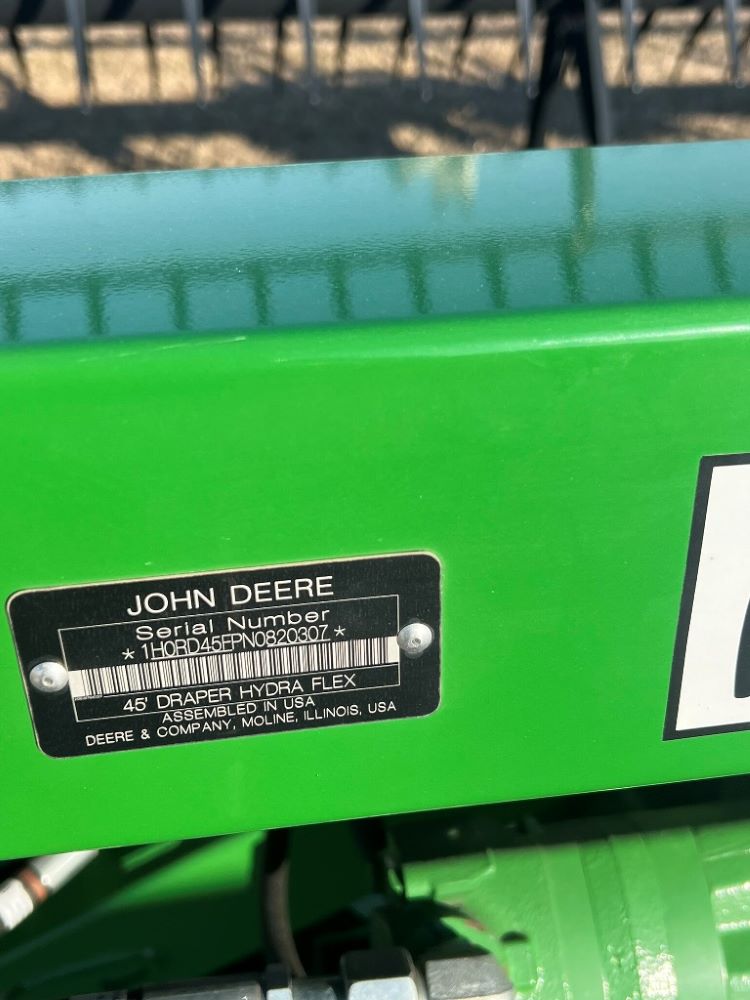 JOHN DEERE
Serial Number
*1H0RD45FPN0820307*
45' DRAPER HYDRA FLEX
ASSEMBLED IN USA
DEERE & COMPANY, MOLINE, ILLINOIS, USA